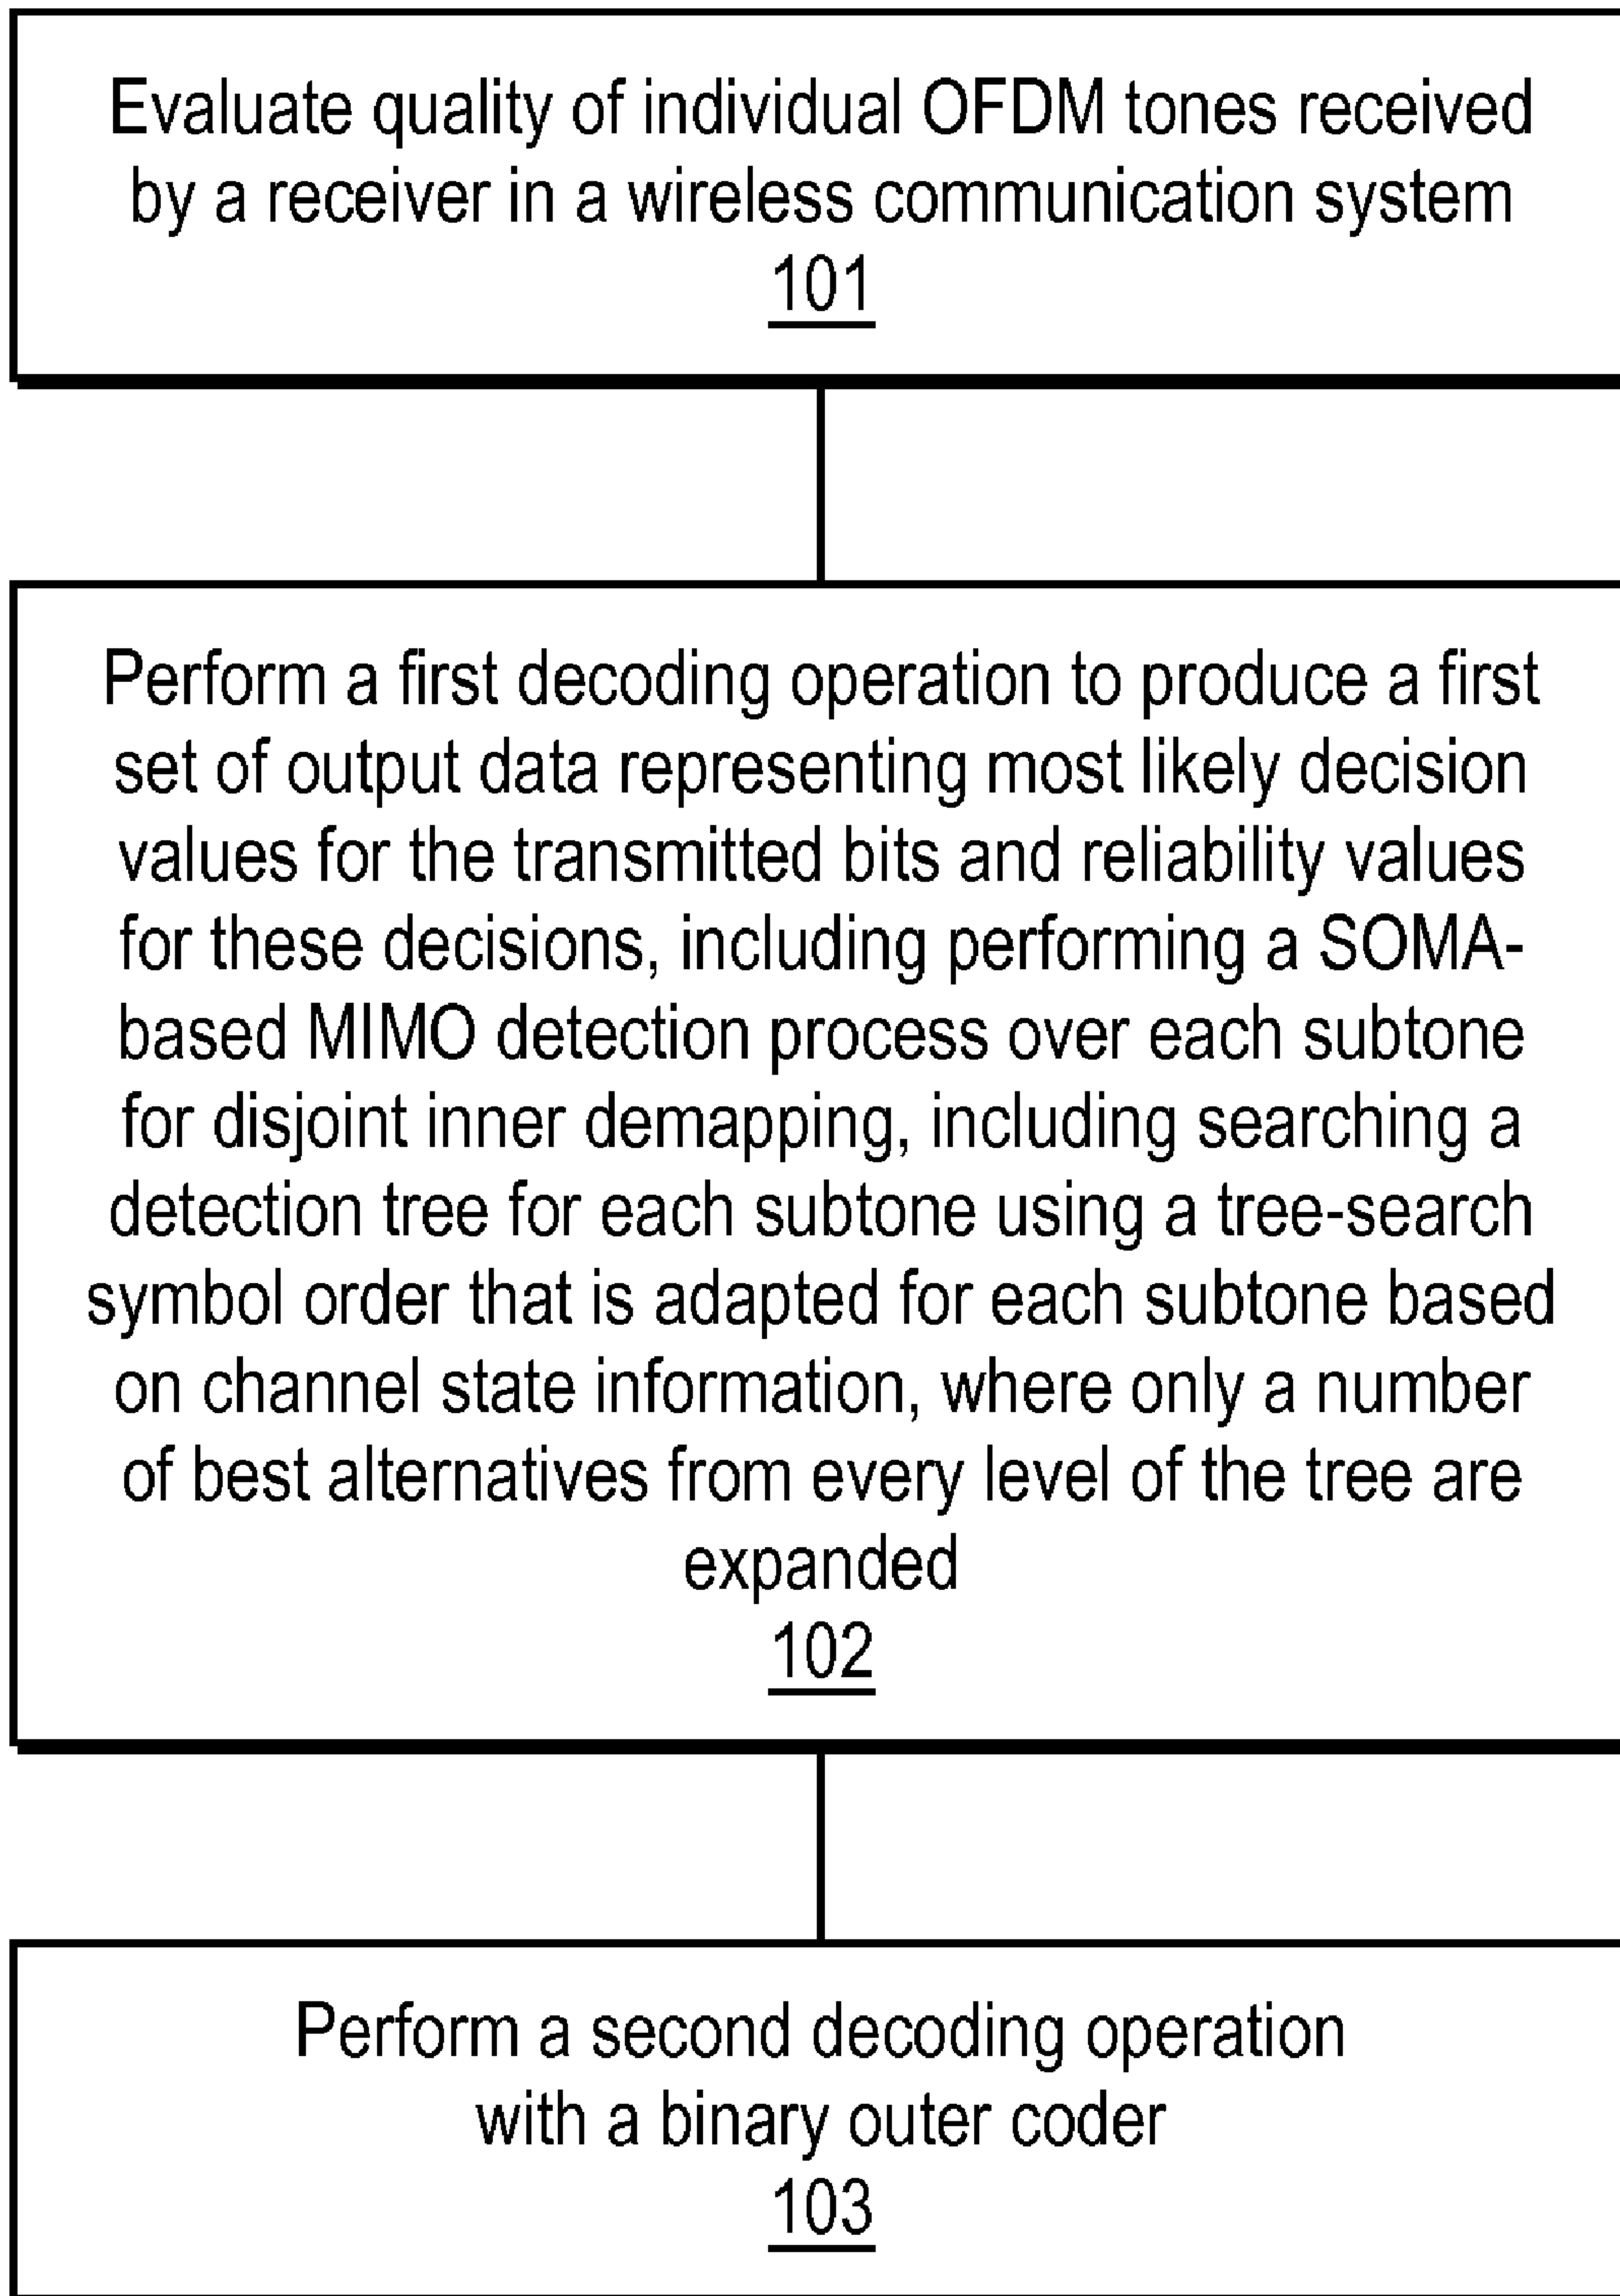 Evaluate quality of individual OFDM tones received
by a receiver in a wireless communication system
101
Perform a first decoding operation to produce a first
set of output data representing most likely decision
values for the transmitted bits and reliability values
for these decisions, including performing a SOMA-
based MIMO detection process over each subtone
for disjoint inner demapping, including searching a
detection tree for each subtone using a tree-search
symbol order that is adapted for each subtone based
on channel state information, where only a number
of best alternatives from every level of the tree are
expanded
102
Perform a second decoding operation
with a binary outer coder
103